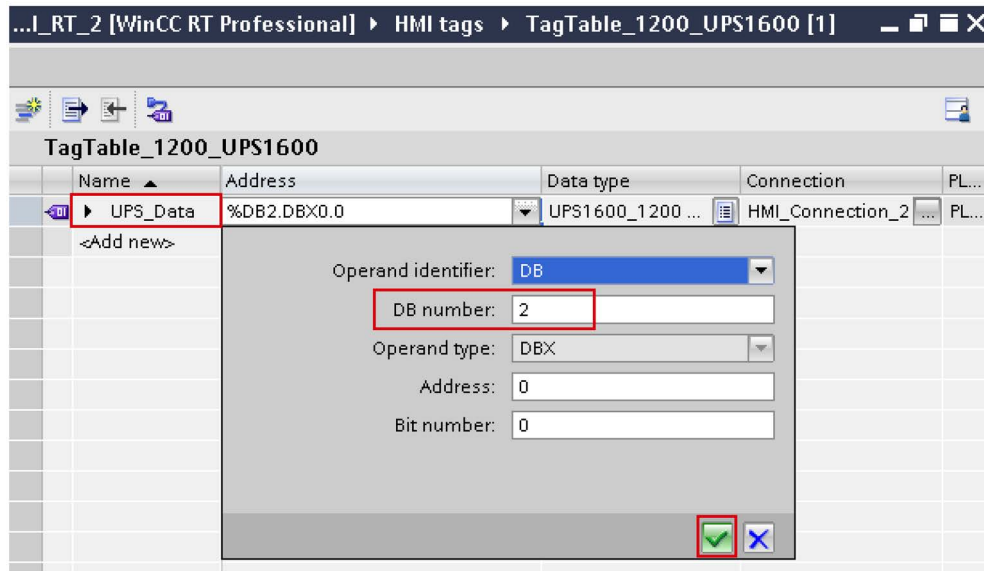 ...I_RT_2 [WinCC RT Professional] ▸ HMI tags ▸ TagTable_1200_UPS1600 [1]
TagTable_1200_UPS1600
Name Address Data type Connection PL...
UPS_Data %DB2.DBX0.0 UPS1600_1200 ... HMI_Connection_2 ... PL...
<Add new>
Operand identifier: DB
DB number: 2
Operand type: DBX
Address: 0
Bit number: 0